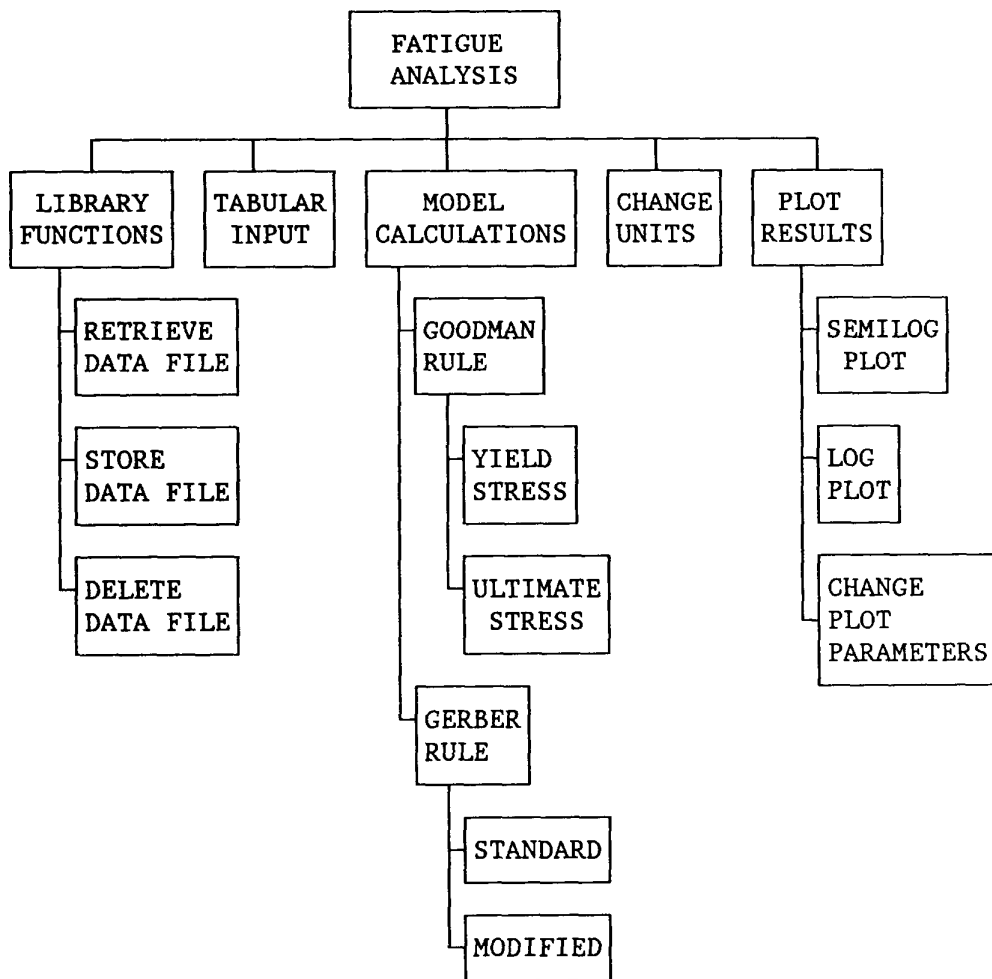 FATIGUE
ANALYSIS
LIBRARY
FUNCTIONS
TABULAR
INPUT
MODEL
CALCULATIONS
CHANGE
UNITS
PLOT
RESULTS
RETRIEVE
DATA FILE
STORE
DATA FILE
DELETE
DATA FILE
GOODMAN
RULE
YIELD
STRESS
ULTIMATE
STRESS
GERBER
RULE
STANDARD
MODIFIED
SEMILOG
PLOT
LOG
PLOT
CHANGE
PLOT
PARAMETERS